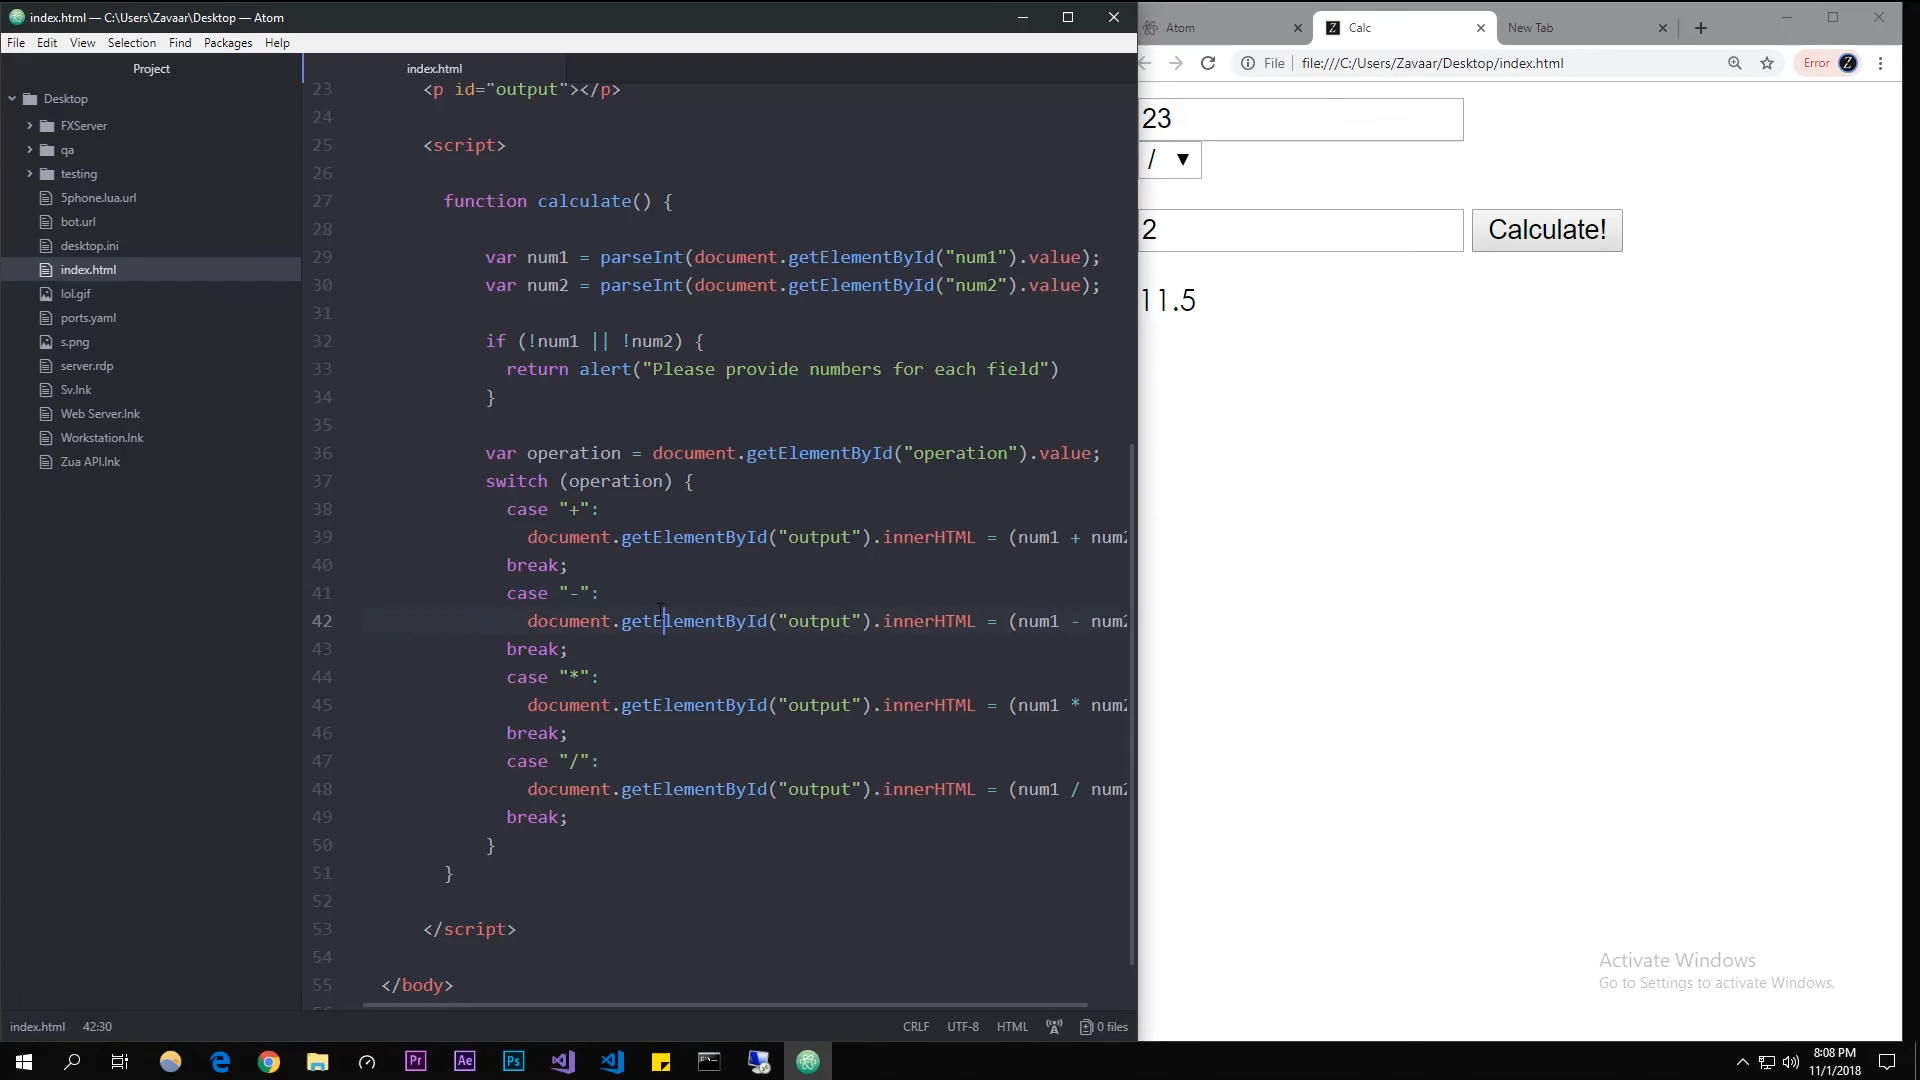 index.html — C:\Users\Zavaar\Desktop — Atom
File Edit View Selection Find Packages Help
Project
Desktop
FXServer
qa
testing
5phone.lua.url
bot.url
desktop.ini
index.html
lol.gif
ports.yaml
s.png
server.rdp
Sv.lnk
Web Server.lnk
Workstation.lnk
Zua API.lnk
index.html
23 <p id="output"></p>
24
25 <script>
26
27 function calculate() {
28
29 var num1 = parseInt(document.getElementById("num1").value);
30 var num2 = parseInt(document.getElementById("num2").value);
31
32 if (!num1 || !num2) {
33 return alert("Please provide numbers for each field")
34 }
35
36 var operation = document.getElementById("operation").value;
37 switch (operation) {
38 case "+":
39 document.getElementById("output").innerHTML = (num1 + num2
40 break;
41 case "-":
42 document.getElementById("output").innerHTML = (num1 - num2
43 break;
44 case "*":
45 document.getElementById("output").innerHTML = (num1 * num2
46 break;
47 case "/":
48 document.getElementById("output").innerHTML = (num1 / num2
49 break;
50 }
51 }
52
53 </script>
54
55 </body>
index.html 42:30
CRLF UTF-8 HTML 0 files
Atom Calc New Tab
File file:///C:/Users/Zavaar/Desktop/index.html Error Z
23
/
2 Calculate!
11.5
Activate Windows
Go to Settings to activate Windows.
Pr Ae Ps
8:08 PM
11/1/2018